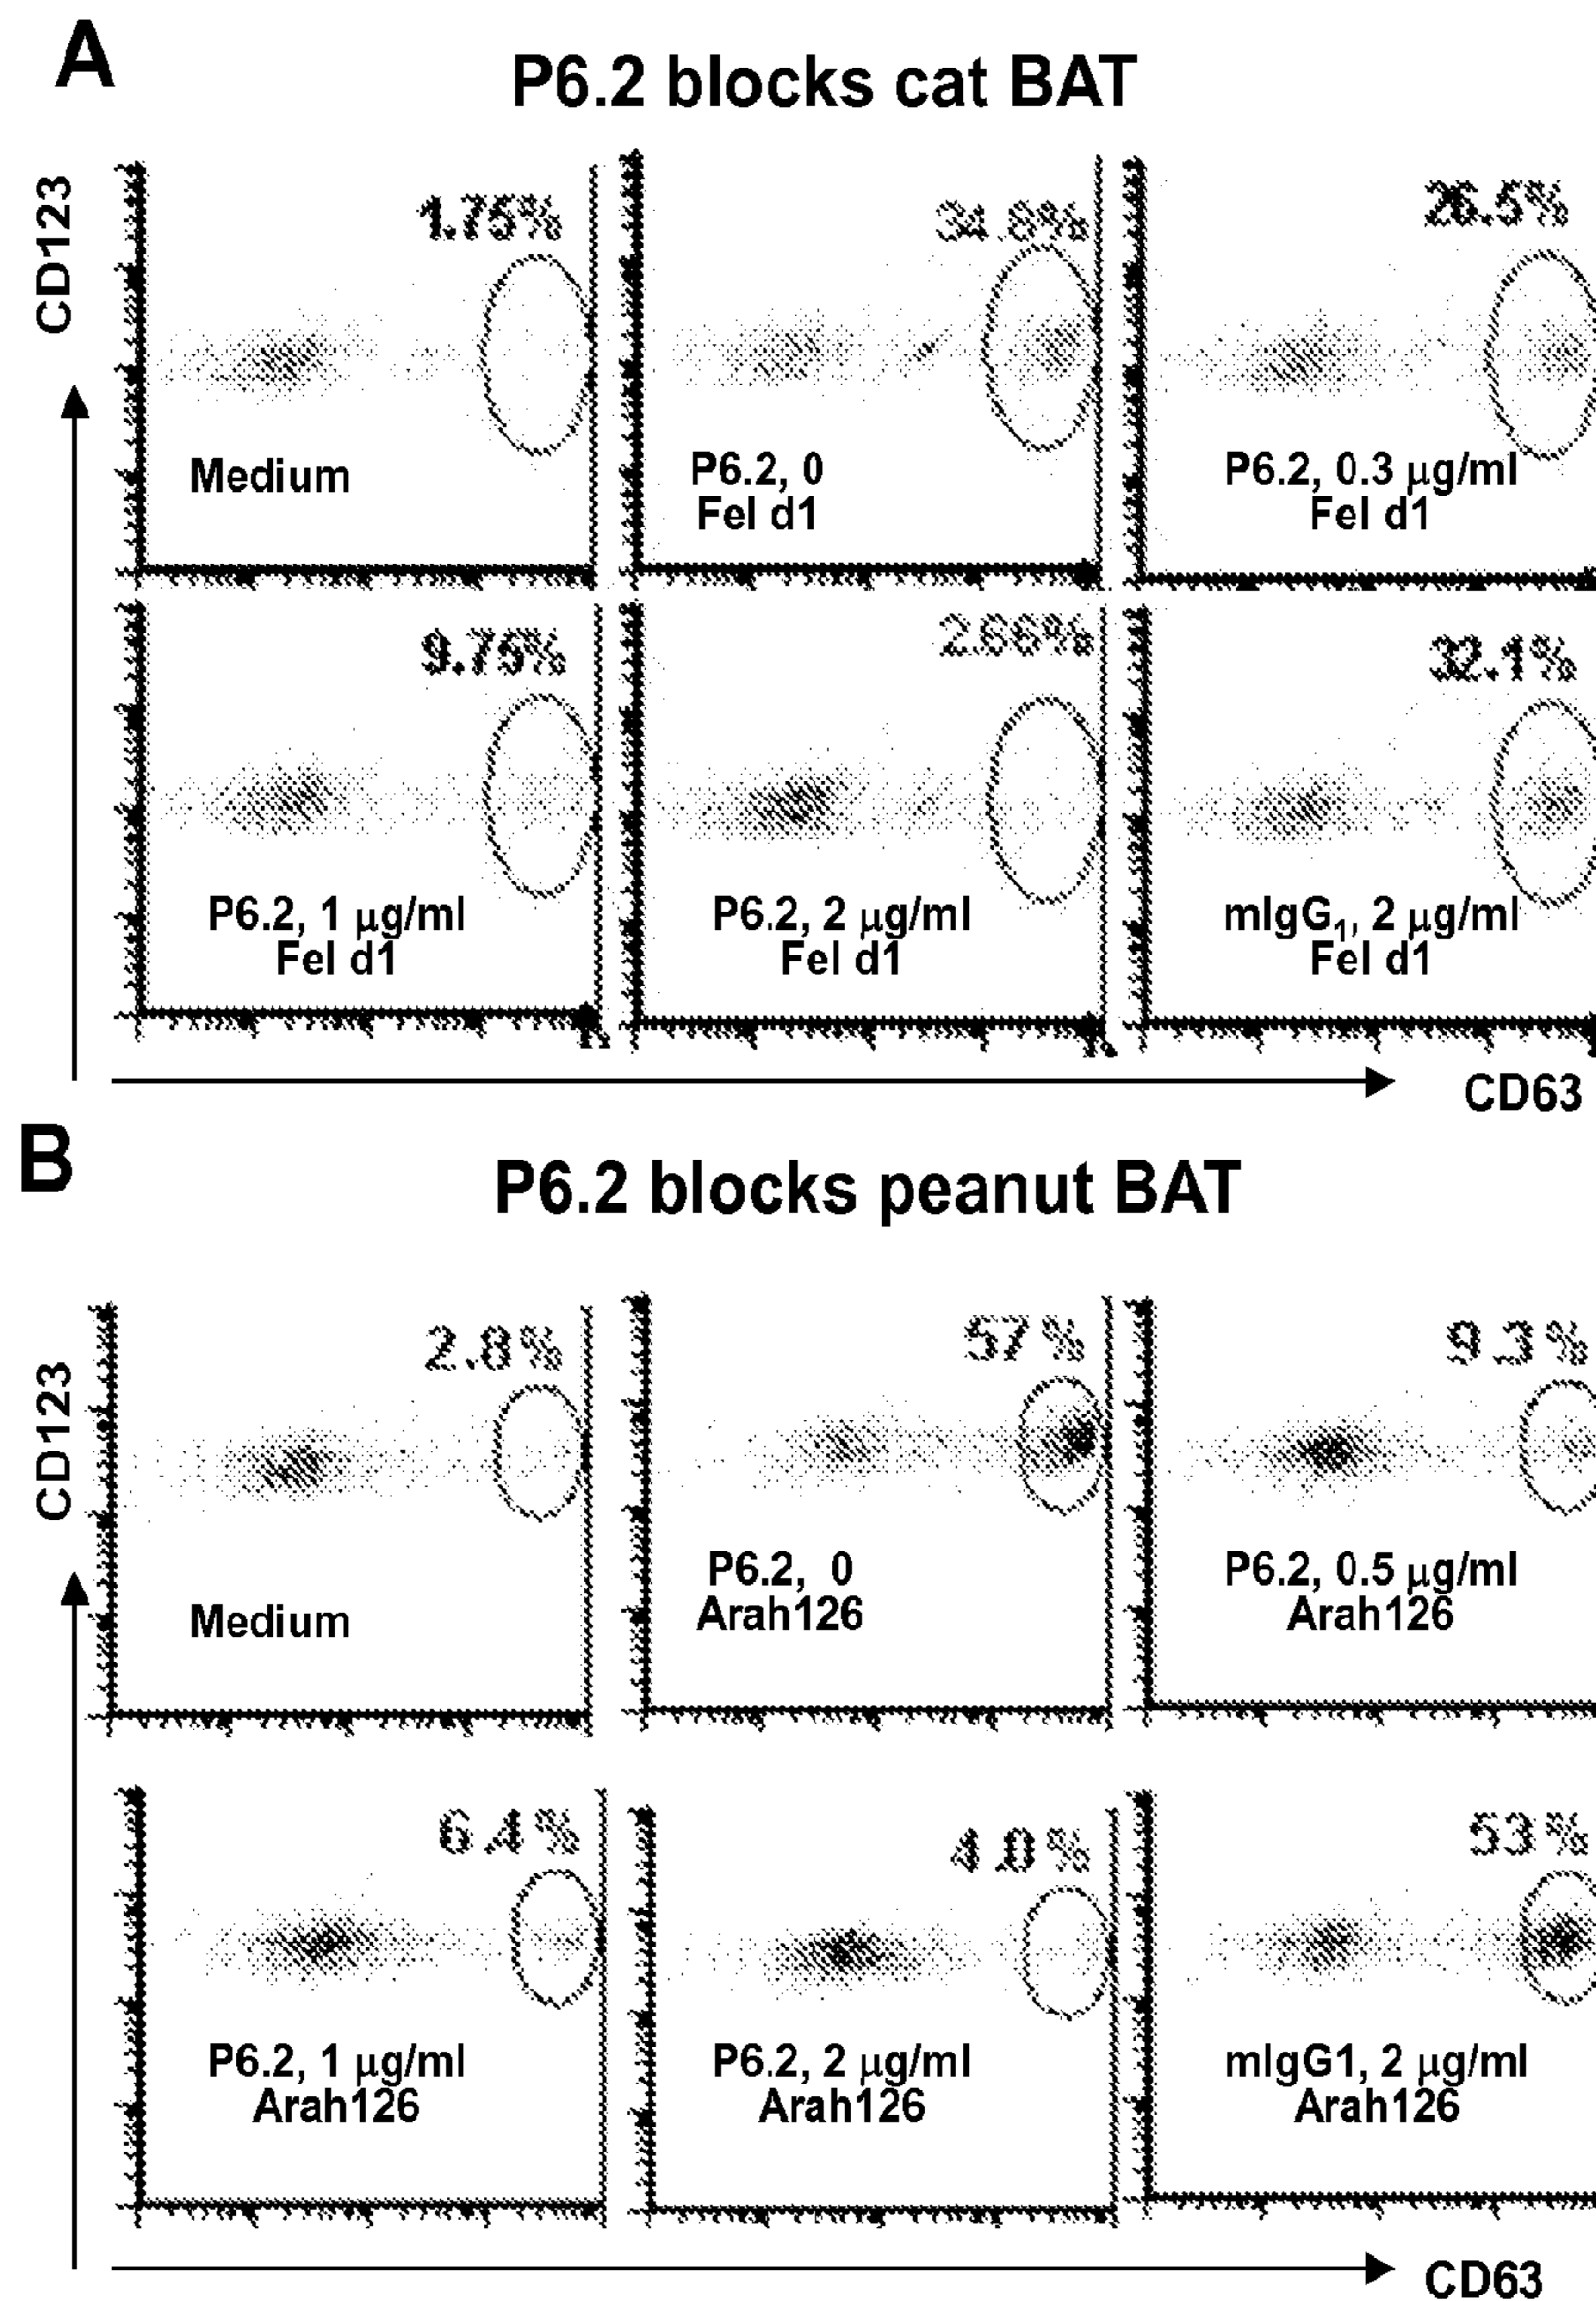 A
P6.2 blocks cat BAT
CD123
1.75%
34.8%
26.5%
Medium
P6.2, 0
Fel d1
P6.2, 0.3 µg/ml
Fel d1
9.75%
2.66%
32.1%
P6.2, 1 µg/ml
Fel d1
P6.2, 2 µg/ml
Fel d1
mIgG₁, 2 µg/ml
Fel d1
CD63
B
P6.2 blocks peanut BAT
CD123
2.8%
57%
9.3%
Medium
P6.2, 0
Arah126
P6.2, 0.5 µg/ml
Arah126
6.4%
4.0%
53%
P6.2, 1 µg/ml
Arah126
P6.2, 2 µg/ml
Arah126
mIgG1, 2 µg/ml
Arah126
CD63